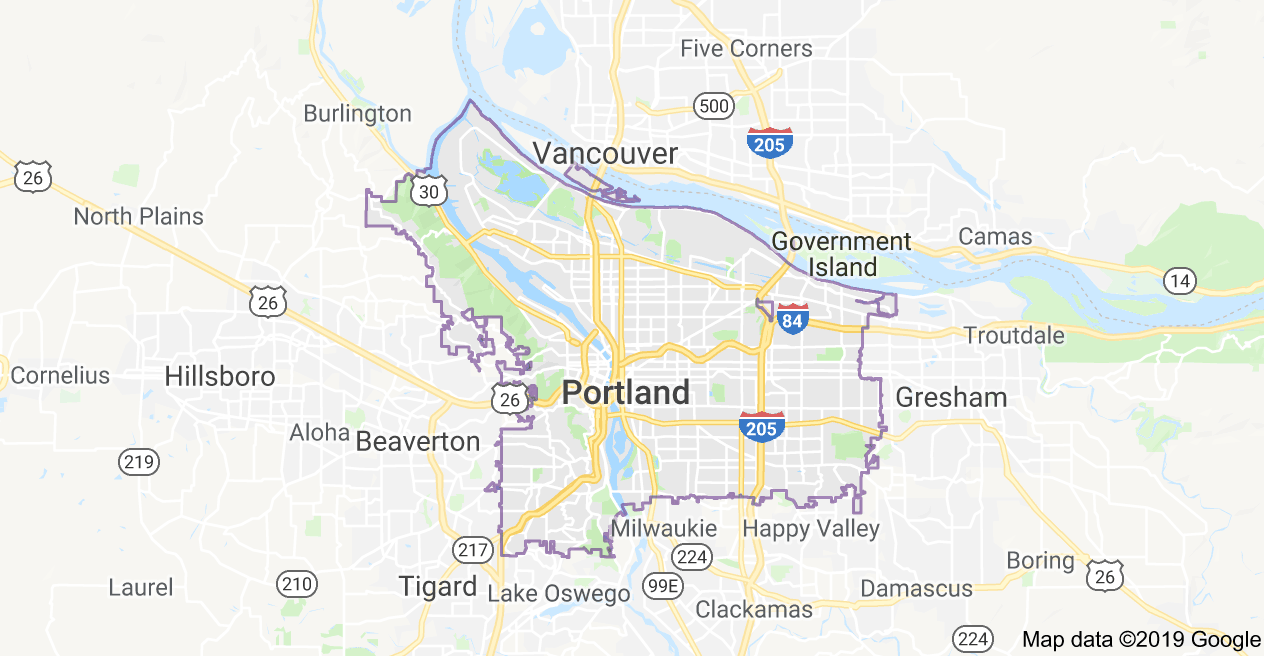 Five Corners
500
Burlington
205
Vancouver
26
30
North Plains
Government
Island
Camas
14
26
84
Troutdale
Cornelius
Hillsboro
26
Portland
Gresham
Aloha
Beaverton
205
219
Milwaukie
Happy Valley
217
224
Boring
26
Laurel
210
Tigard
Lake Oswego
99E
Damascus
Clackamas
224
Map data ©2019 Google